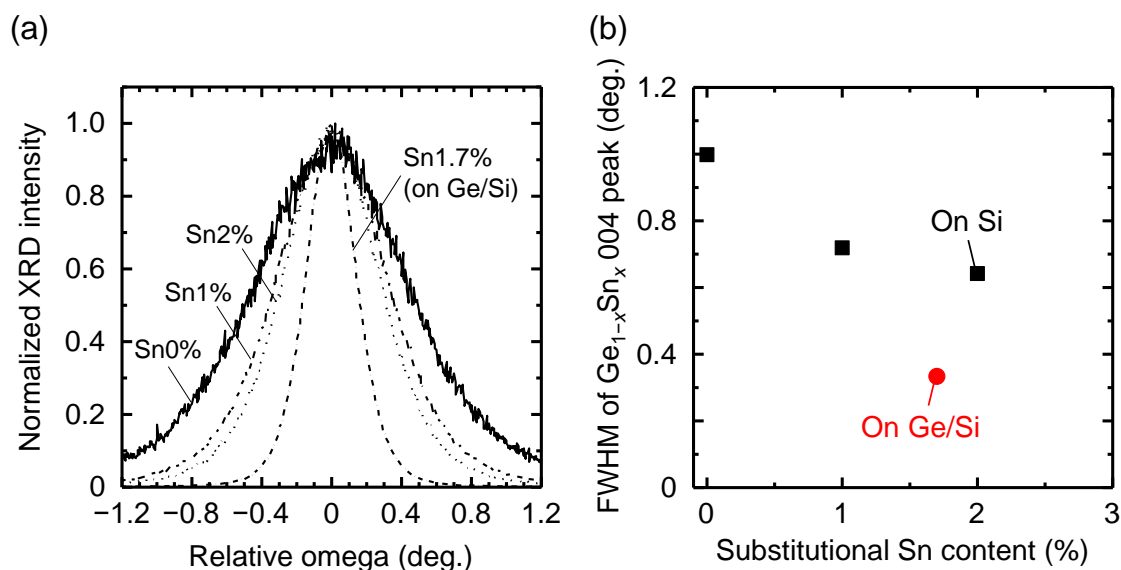 (a)
Normalized XRD intensity
1.0
0.8
0.6
0.4
0.2
0
Sn1.7%
(on Ge/Si)
Sn2%
Sn1%
Sn0%
−1.2 −0.8 −0.4 0 0.4 0.8 1.2
Relative omega (deg.)
(b)
FWHM of Ge₁₋ₓSnₓ 004 peak (deg.)
1.2
0.8
0.4
0
On Si
On Ge/Si
0 1 2 3
Substitutional Sn content (%)